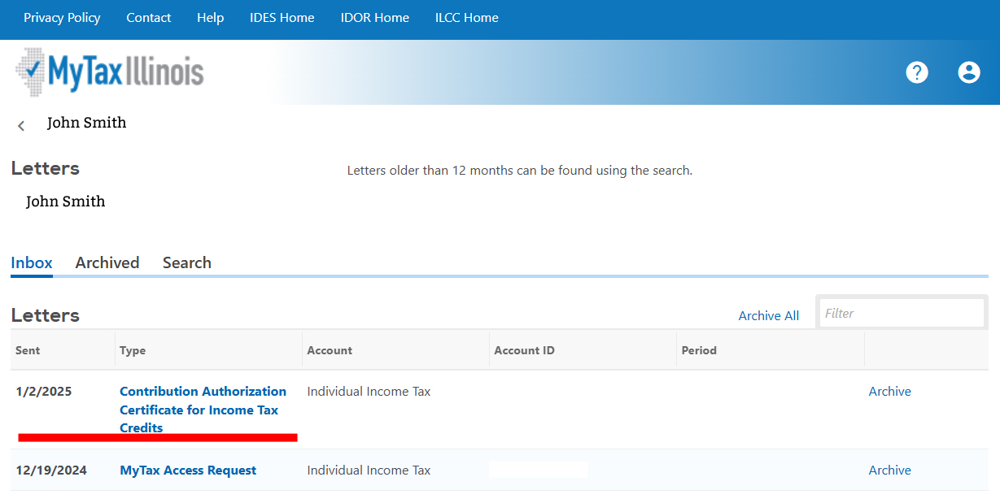 Privacy Policy Contact Help IDES Home IDOR Home ILCC Home
MyTax Illinois
John Smith
Letters Letters older than 12 months can be found using the search.
John Smith
Inbox Archived Search
Letters Archive All Filter
Sent Type Account Account ID Period
1/2/2025 Contribution Authorization Individual Income Tax Archive
Certificate for Income Tax
Credits
12/19/2024 MyTax Access Request Individual Income Tax Archive